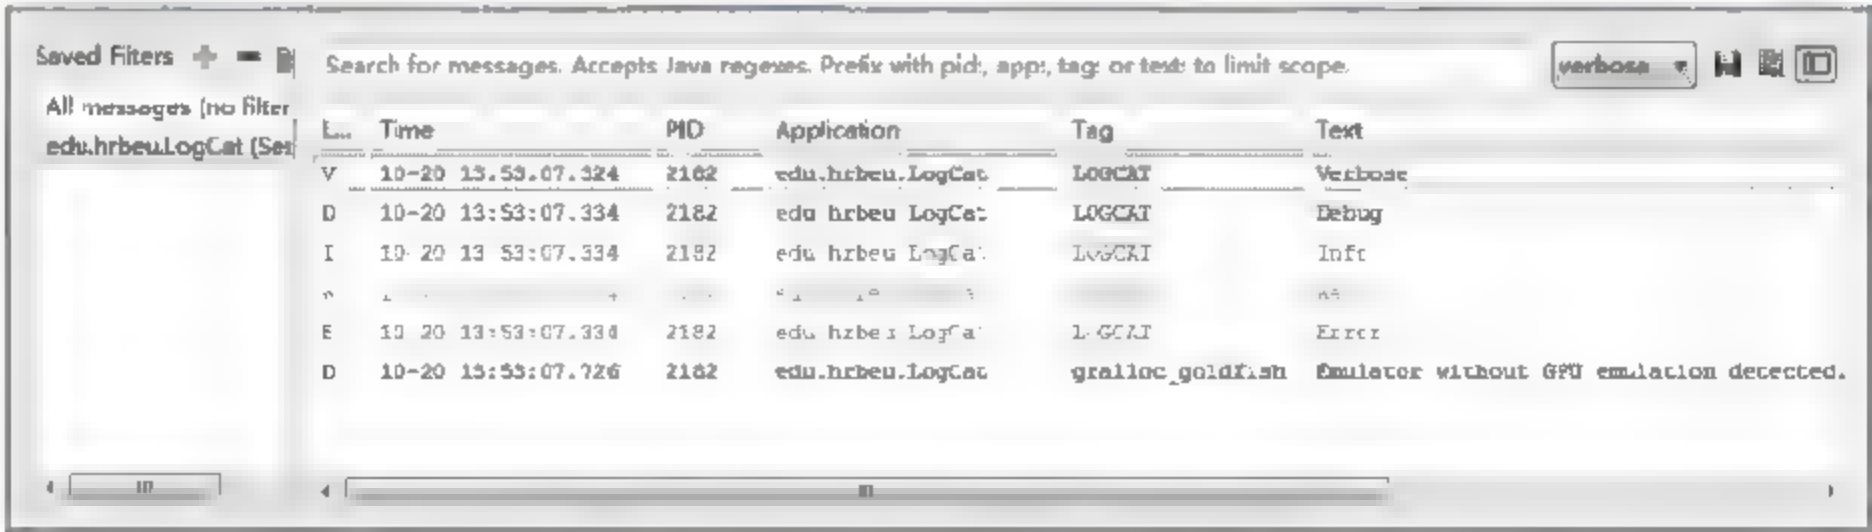 Saved Filters
Search for messages. Accepts Java regexes. Prefix with pid:, app:, tag: or text: to limit scope.
verbose
All messages (no filter
edu.hrbeu.LogCat (Ses
L... Time PID Application Tag Text
V 10-20 13:53:07.324 2182 edu.hrbeu.LogCat LOGCAT Verbose
D 10-20 13:53:07.334 2182 edu.hrbeu.LogCat LOGCAT Debug
I 10-20 13:53:07.334 2182 edu.hrbeu.LogCat LOGCAT Info
E 10-20 13:53:07.334 2182 edu.hrbeu.LogCat LOGCAT Error
D 10-20 13:53:07.726 2182 edu.hrbeu.LogCat gralloc_goldfish Emulator without GPU emulation detected.